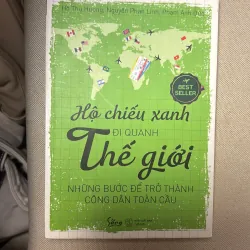 Hộ chiếu xanh
ĐI QUANH
Thế giới
BEST
SELLER
NHỮNG BƯỚC ĐỂ TRỞ THÀNH
CÔNG DÂN TOÀN CẦU